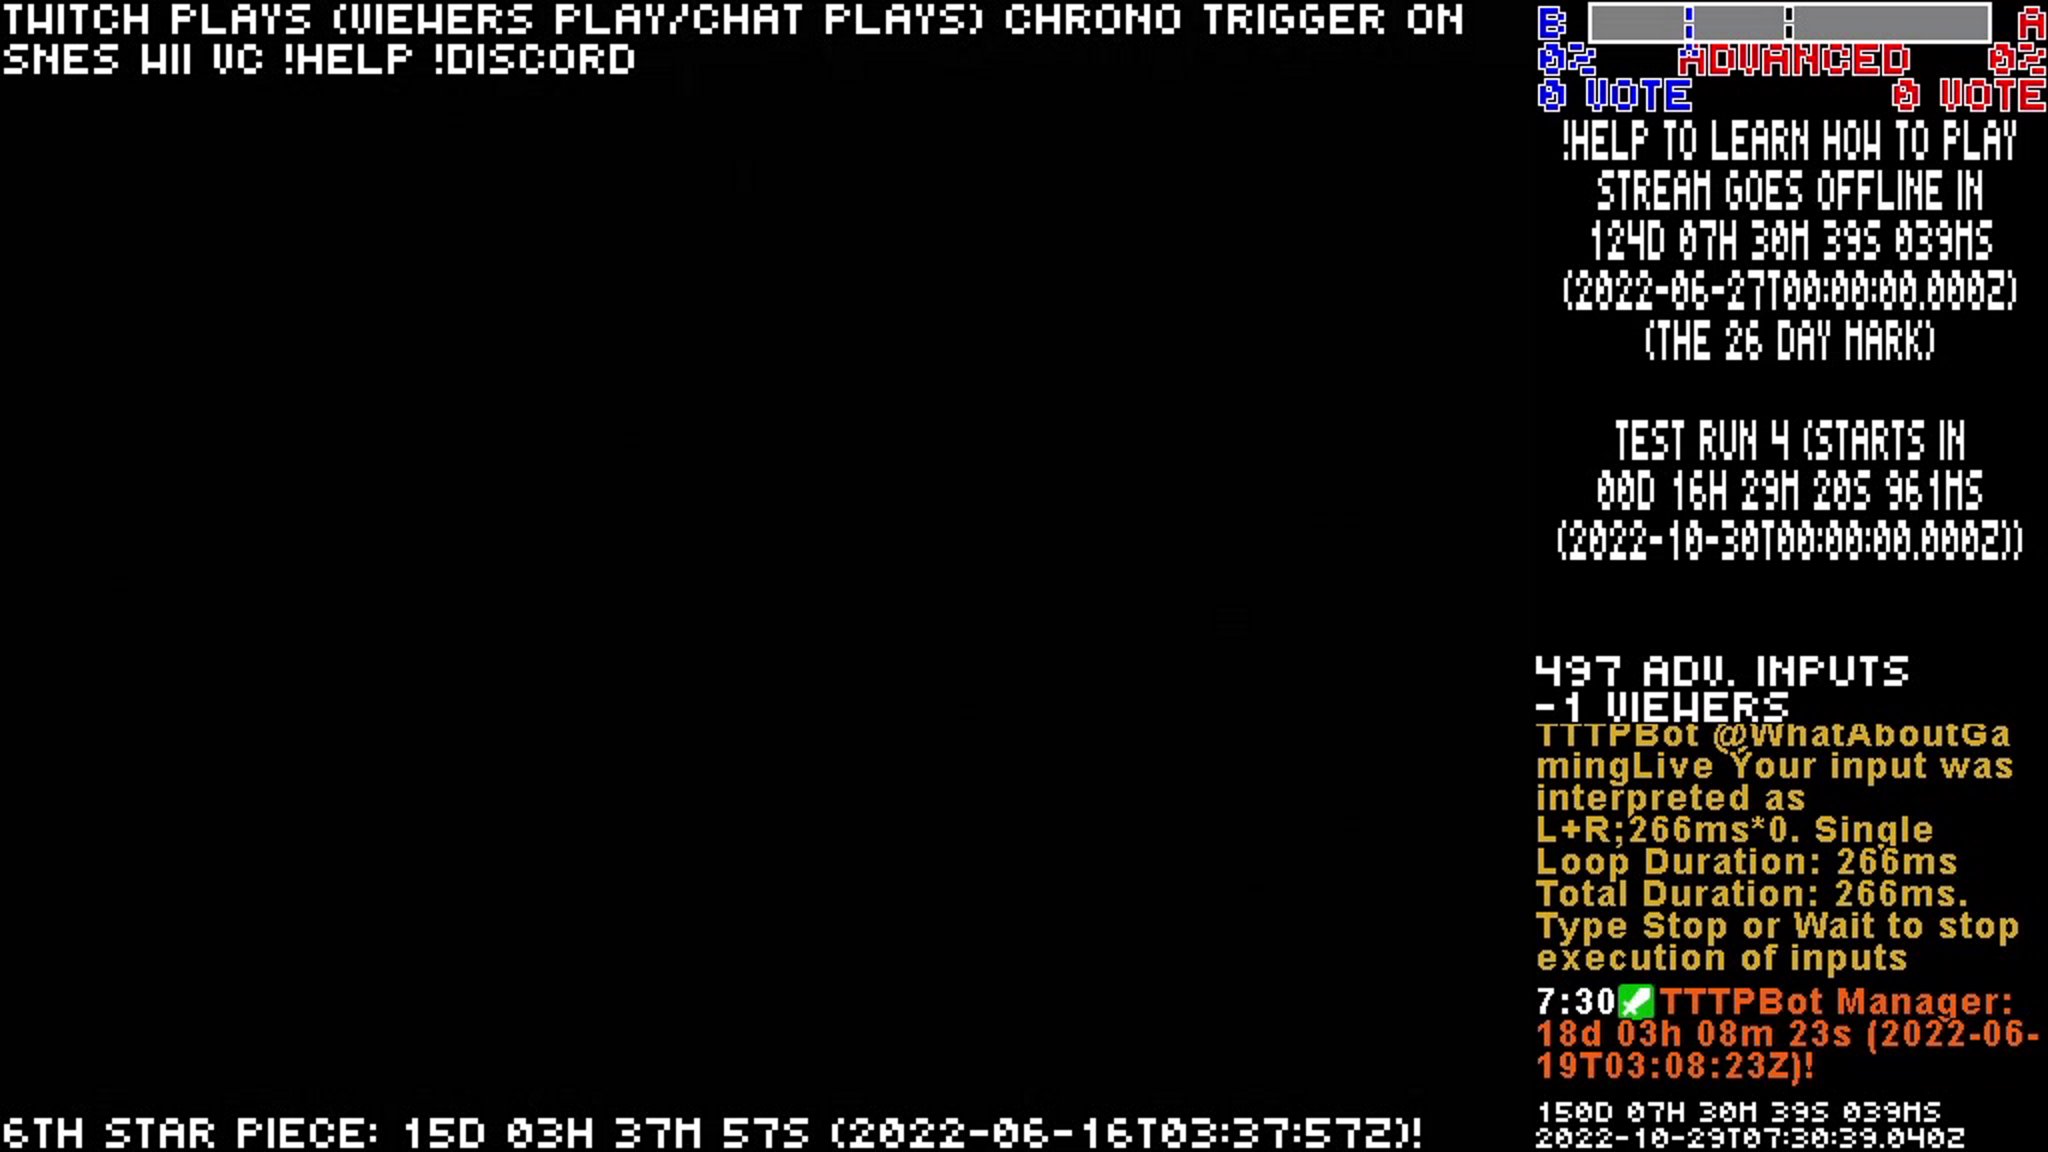 TWITCH PLAYS (VIEWERS PLAY/CHAT PLAYS) CHRONO TRIGGER ON
SNES WII VC !HELP !DISCORD
B A
0% ADVANCED 0%
0 VOTE 0 VOTE
!HELP TO LEARN HOW TO PLAY
STREAM GOES OFFLINE IN
124D 07H 30M 39S 039MS
(2022-06-27T00:00:00.000Z)
(THE 26 DAY MARK)
TEST RUN 4 (STARTS IN
00D 16H 29M 20S 961MS
(2022-10-30T00:00:00.000Z))
497 ADV. INPUTS
-1 VIEWERS
TTTPBot @WhatAboutGa
mingLive Your input was
interpreted as
L+R;266ms*0. Single
Loop Duration: 266ms
Total Duration: 266ms.
Type Stop or Wait to stop
execution of inputs
7:30 TTTPBot Manager:
18d 03h 08m 23s (2022-06-
19T03:08:23Z)!
6TH STAR PIECE: 15D 03H 37M 57S (2022-06-16T03:37:57Z)!
150D 07H 30M 39S 039MS
2022-10-29T07:30:39.040Z